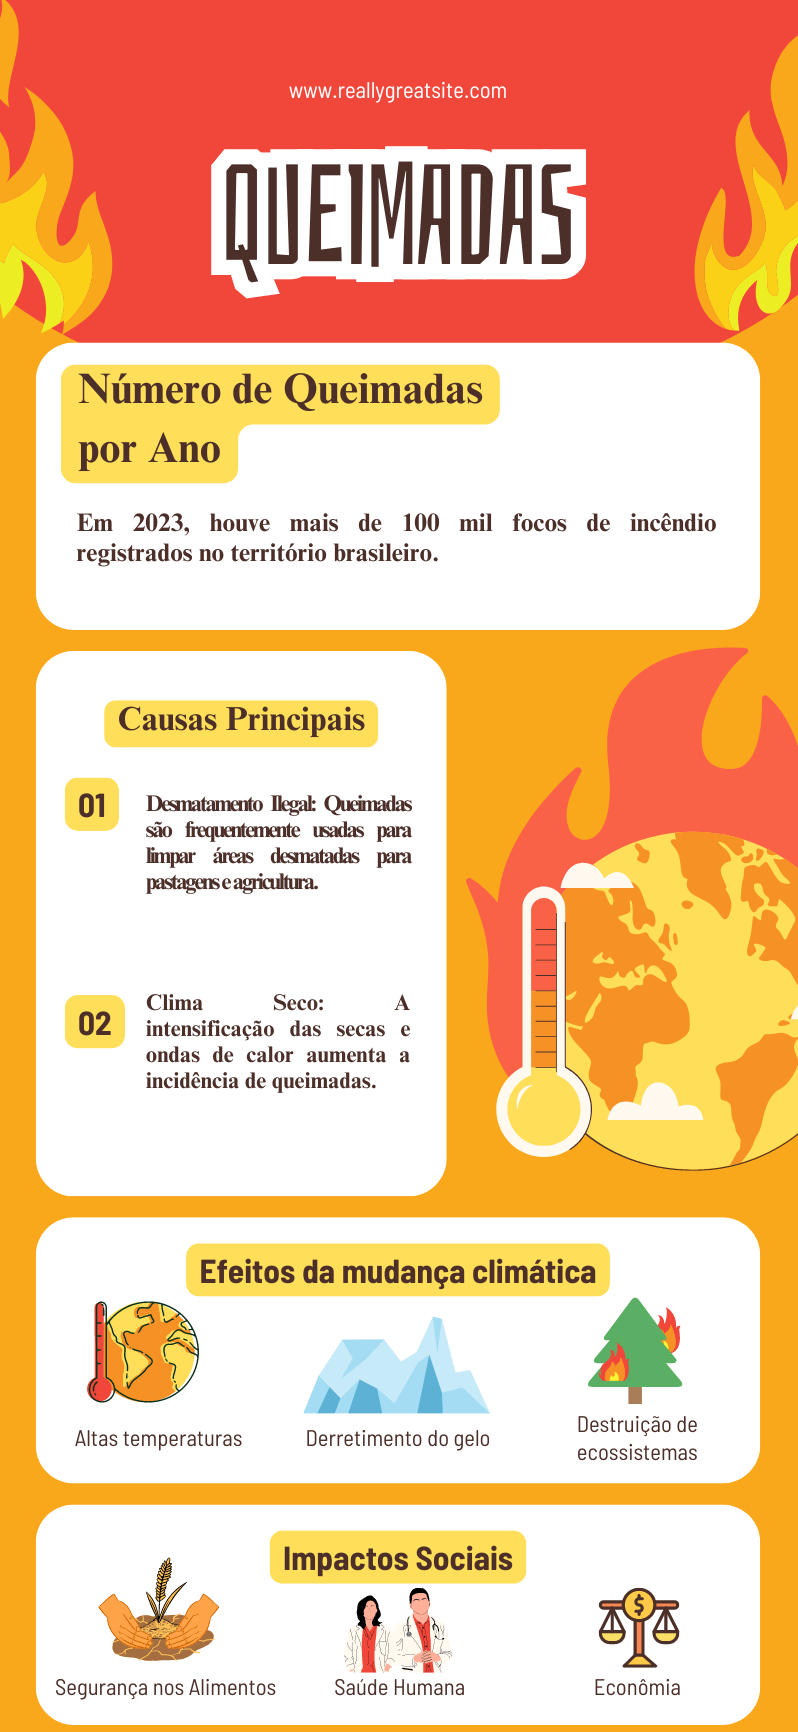 www.reallygreatsite.com
QUEIMADAS
Número de Queimadas
por Ano
Em 2023, houve mais de 100 mil focos de incêndio
registrados no território brasileiro.
Causas Principais
01
Desmatamento Ilegal: Queimadas
são frequentemente usadas para
limpar áreas desmatadas para
pastagens e agricultura.
02
Clima Seco: A
intensificação das secas e
ondas de calor aumenta a
incidência de queimadas.
Efeitos da mudança climática
Altas temperaturas
Derretimento do gelo
Destruição de
ecossistemas
Impactos Sociais
$
Segurança nos Alimentos
Saúde Humana
Econômia